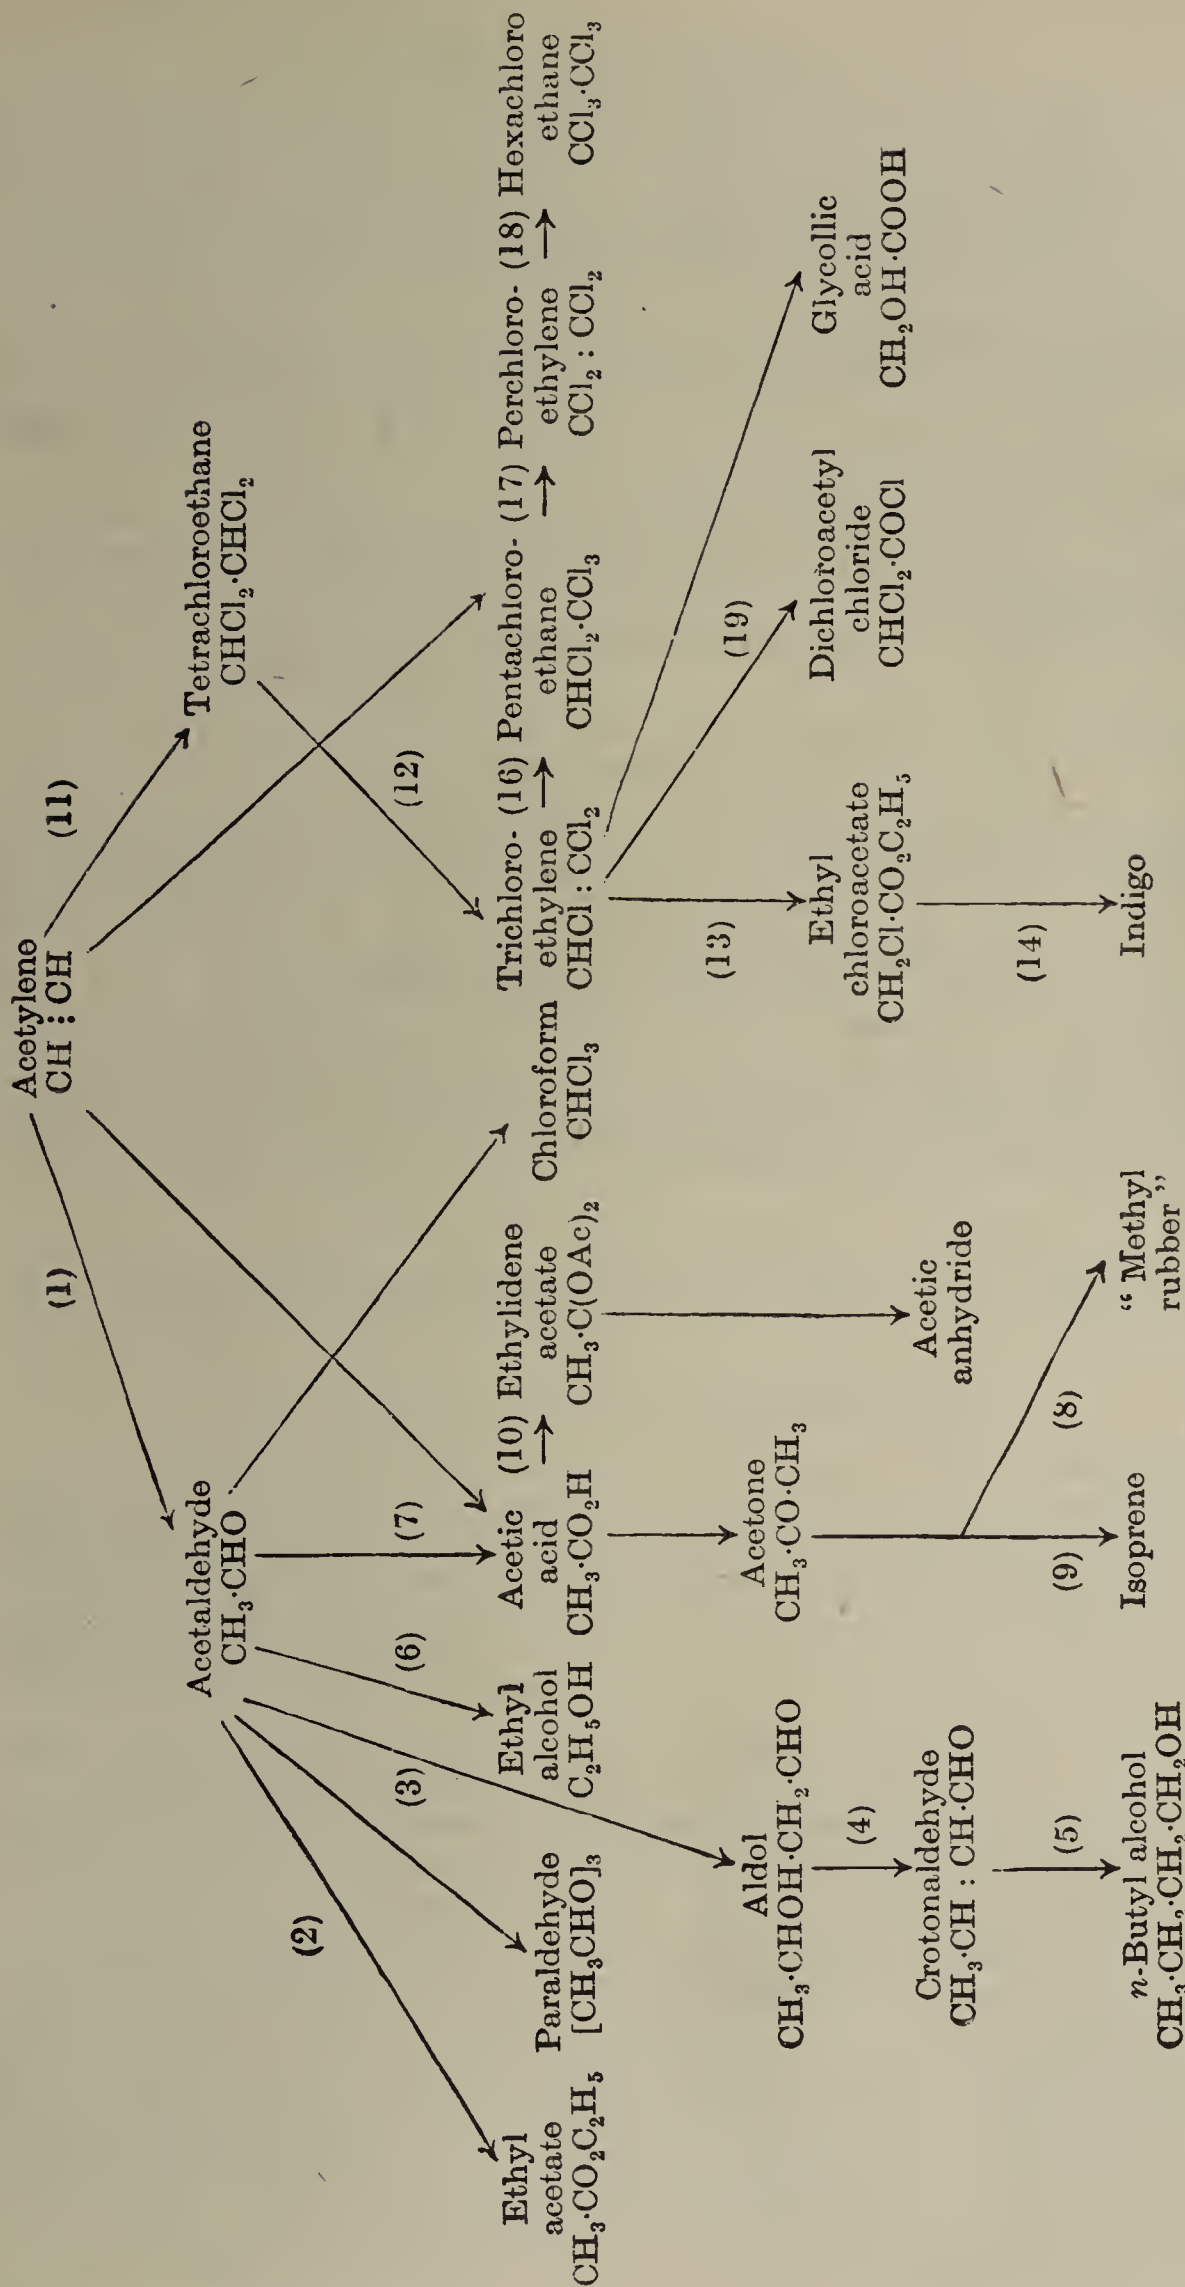 Acetylene
CH ⫶ CH
(1)
(11)
Acetaldehyde
CH₃·CHO
Tetrachloroethane
CHCl₂·CHCl₂
(2)
(3)
(6)
(7)
(12)
Ethyl
acetate
CH₃·CO₂C₂H₅
Paraldehyde
[CH₃CHO]₃
Ethyl
alcohol
C₂H₅OH
Acetic
acid
CH₃·CO₂H
(10)
Ethylidene
acetate
CH₃·C(OAc)₂
Chloroform
CHCl₃
Trichloro-
ethylene
CHCl : CCl₂
(16)
Pentachloro-
ethane
CHCl₂·CCl₃
(17)
Perchloro-
ethylene
CCl₂ : CCl₂
(18)
Hexachloro
ethane
CCl₃·CCl₃
(13)
(19)
Aldol
CH₃·CHOH·CH₂·CHO
Acetone
CH₃·CO·CH₃
Ethyl
chloroacetate
CH₂Cl·CO₂C₂H₅
Dichloroacetyl
chloride
CHCl₂·COCl
Glycollic
acid
CH₂OH·COOH
(4)
Crotonaldehyde
CH₃·CH : CH·CHO
Acetic
anhydride
(5)
(9)
(8)
(14)
n-Butyl alcohol
CH₃·CH₂·CH₂·CH₂OH
Isoprene
“ Methyl
rubber ”
Indigo